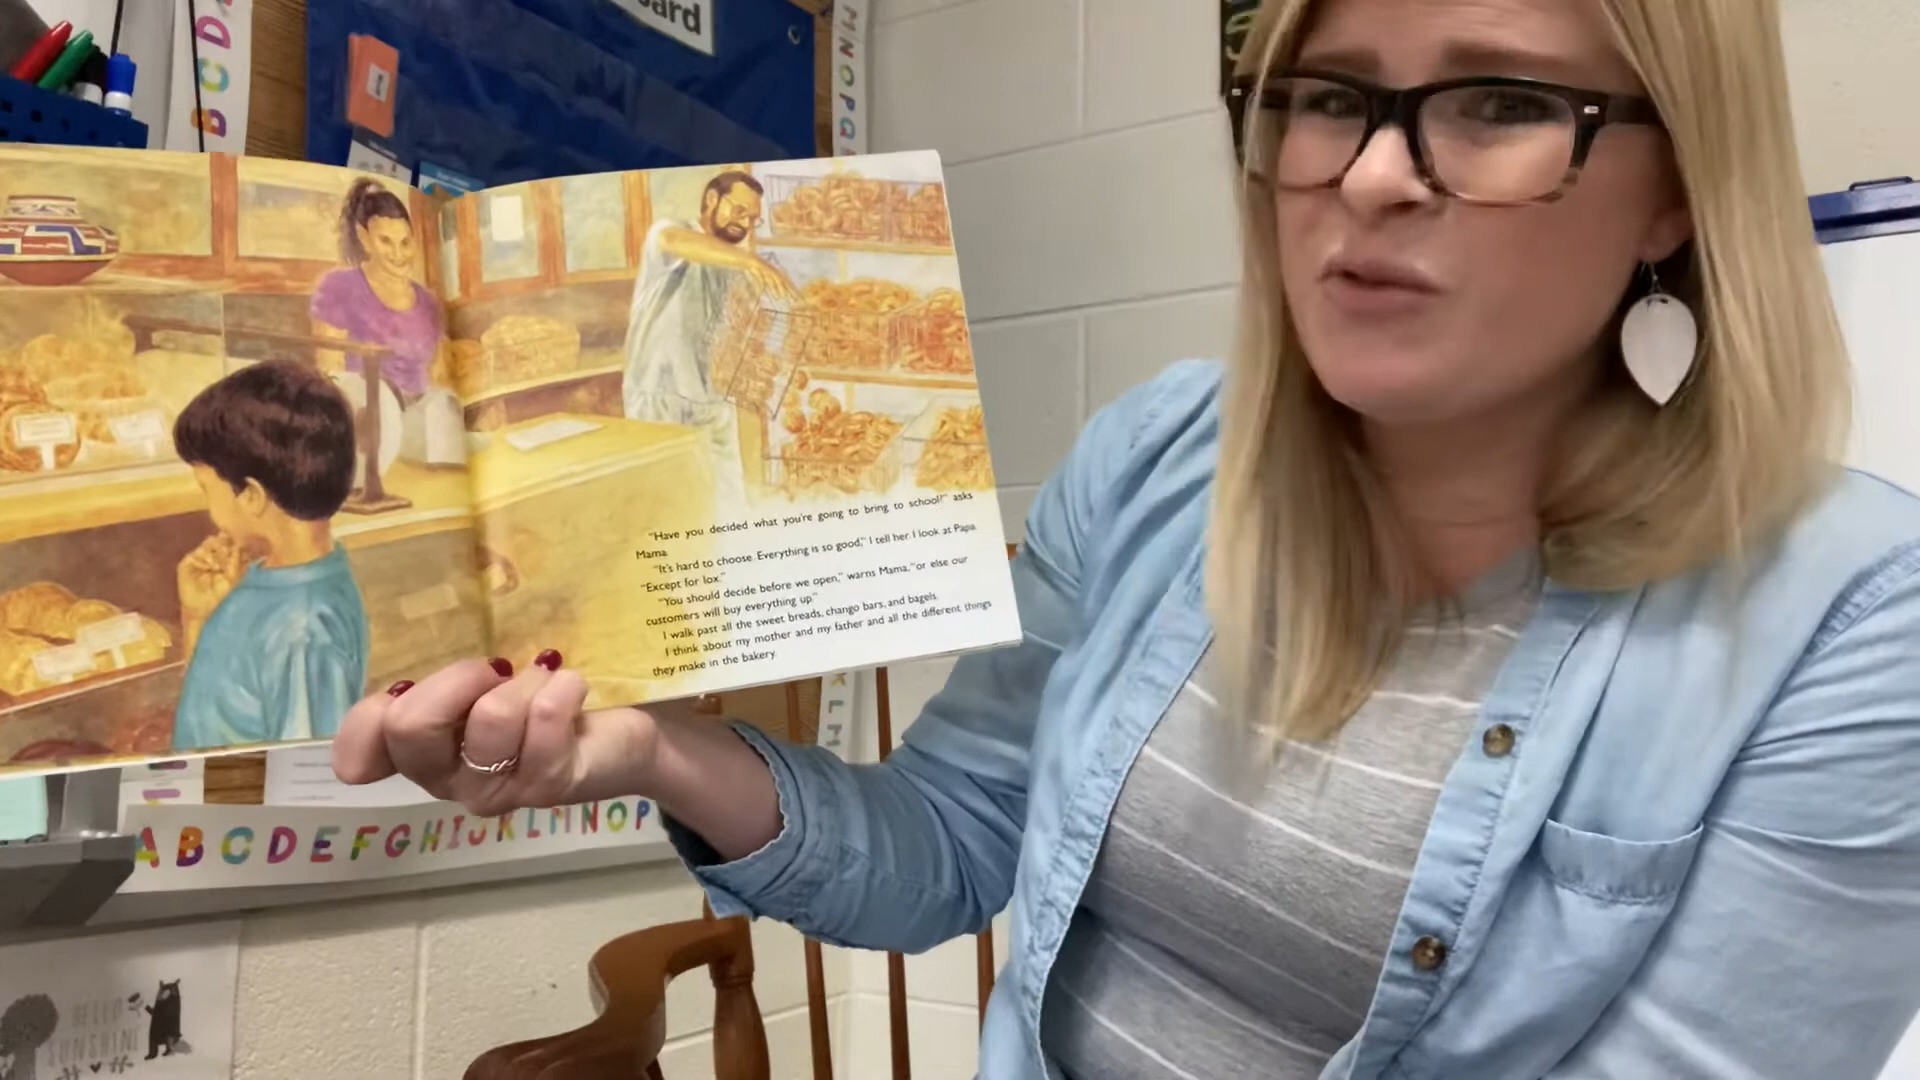 ard
B C D
M N O P Q
"Have you decided what you're going to bring to school?" asks
Mama.
"It's hard to choose. Everything is so good," I tell her. I look at Papa.
"Except for lox."
"You should decide before we open," warns Mama, "or else our
customers will buy everything up."
I walk past all the sweet breads, chango bars, and bagels.
I think about my mother and my father and all the different things
they make in the bakery.
K L M
A B C D E F G H I J K L M N O P
HELLO
SUNSHINE